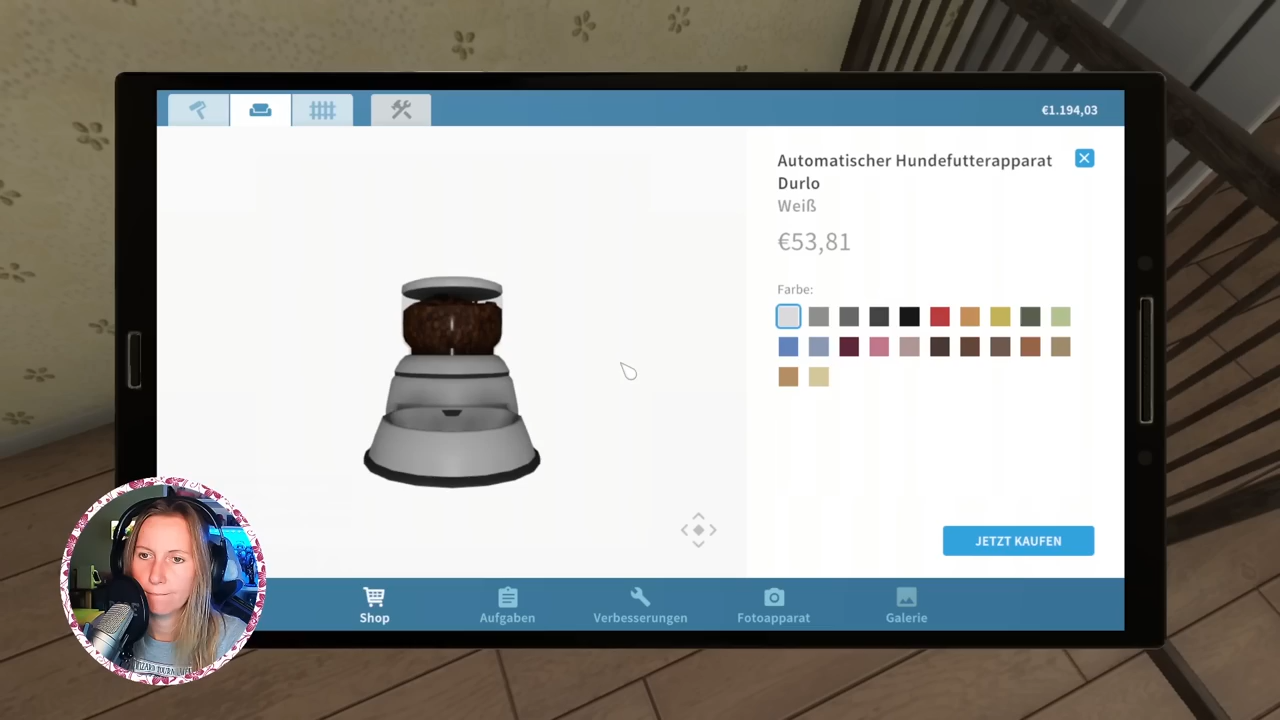 €1.194,03
Automatischer Hundefutterapparat
Durlo
Weiß
€53,81
Farbe:
JETZT KAUFEN
Shop
Aufgaben
Verbesserungen
Fotoapparat
Galerie